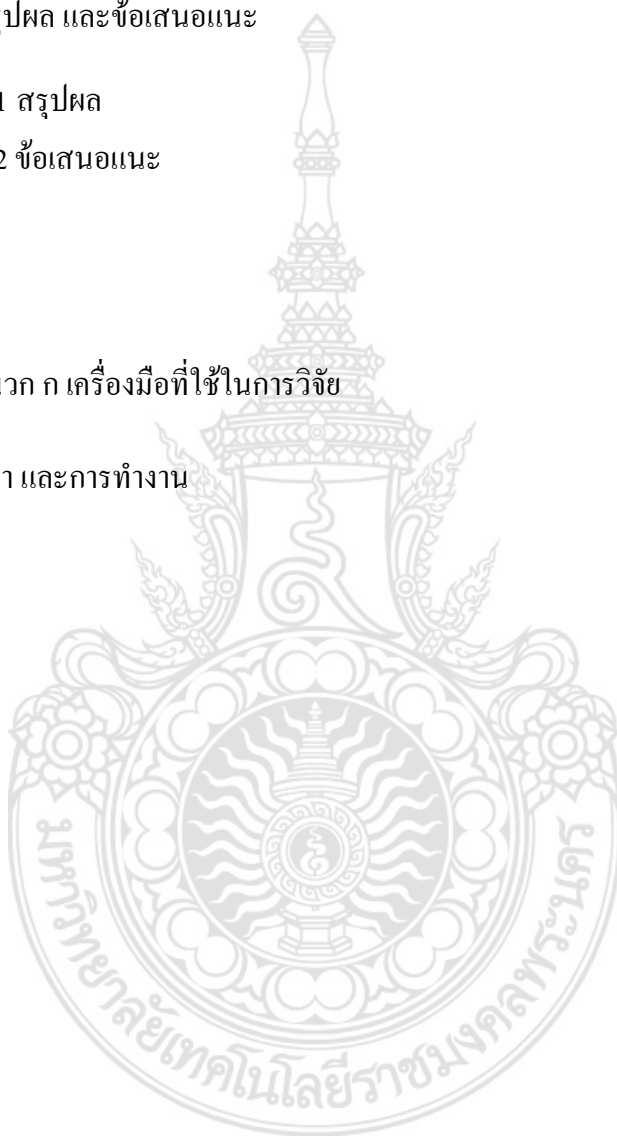 รุปผล และข้อเสนอแนะ
1 สรุปผล
2 ข้อเสนอแนะ
นวก ก เครื่องมือที่ใช้ในการวิจัย
า และการทำงาน
มหาวิทยาลัยเทคโนโลยีราชมงคลพระนคร